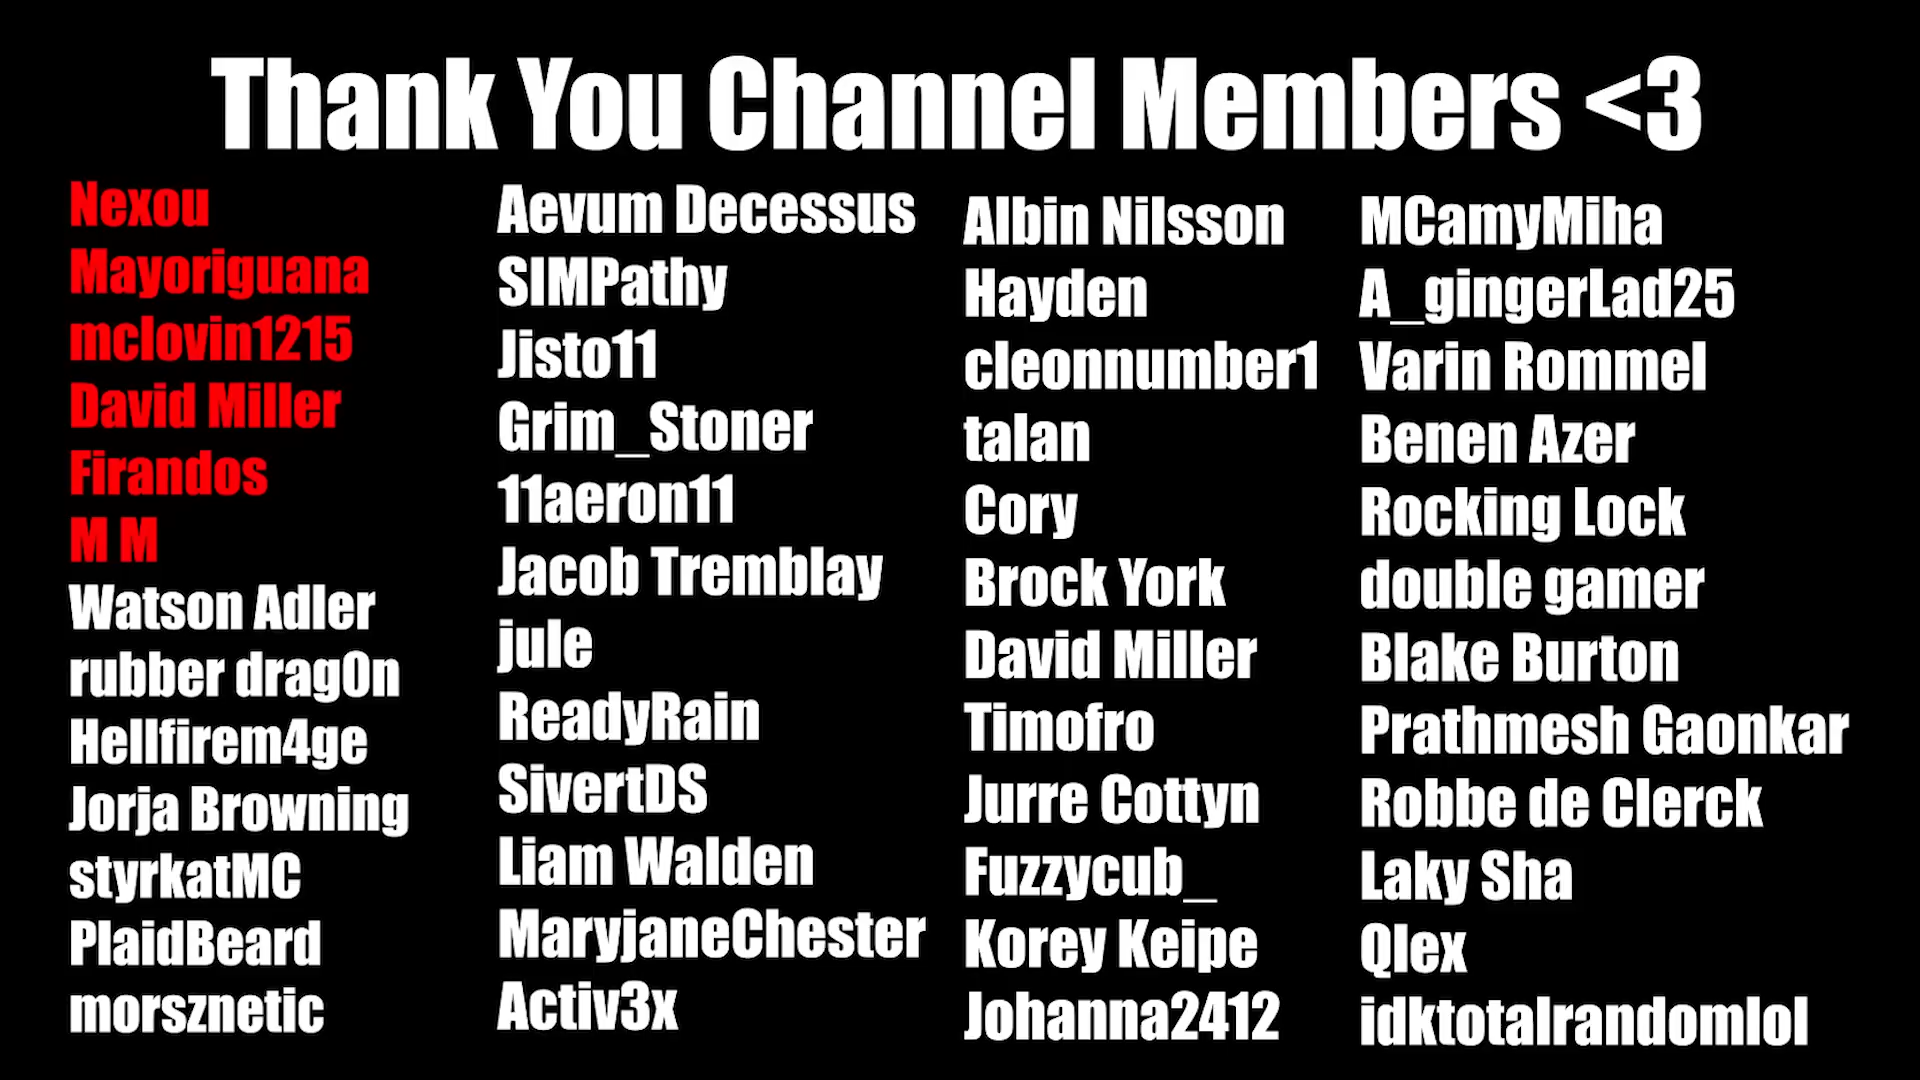 Thank You Channel Members <3
Nexou
Mayoriguana
mclovin1215
David Miller
Firandos
M M
Watson Adler
rubber drag0n
Hellfirem4ge
Jorja Browning
styrkatMC
PlaidBeard
morsznetic
Aevum Decessus
SIMPathy
Jisto11
Grim_Stoner
11aeron11
Jacob Tremblay
jule
ReadyRain
SivertDS
Liam Walden
MaryjaneChester
Activ3x
Albin Nilsson
Hayden
cleonnumber1
talan
Cory
Brock York
David Miller
Timofro
Jurre Cottyn
Fuzzycub_
Korey Keipe
Johanna2412
MCamyMiha
A_gingerLad25
Varin Rommel
Benen Azer
Rocking Lock
double gamer
Blake Burton
Prathmesh Gaonkar
Robbe de Clerck
Laky Sha
Qlex
idktotalrandomlol